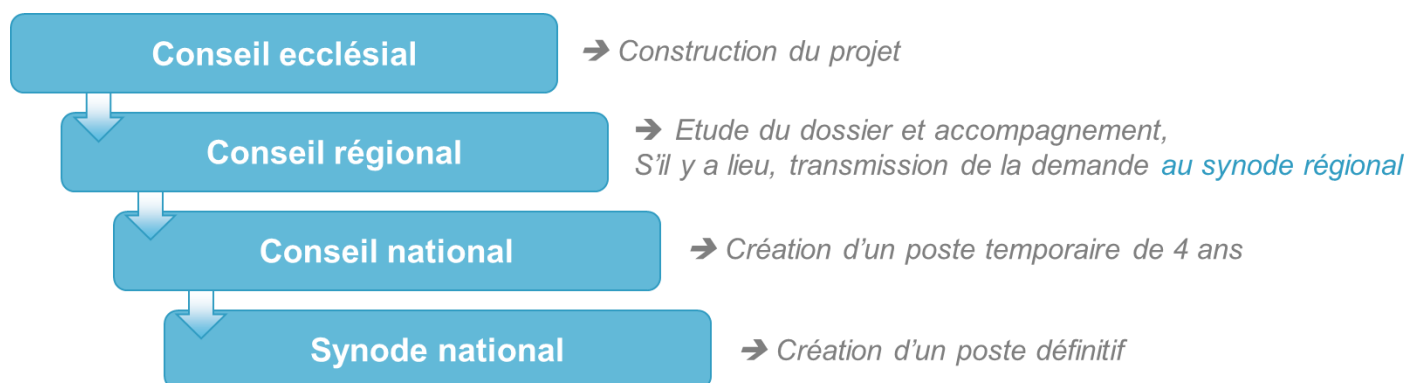 Conseil ecclésial
➔ Construction du projet
Conseil régional
➔ Etude du dossier et accompagnement,
S'il y a lieu, transmission de la demande au synode régional
Conseil national
➔ Création d'un poste temporaire de 4 ans
Synode national
➔ Création d'un poste définitif